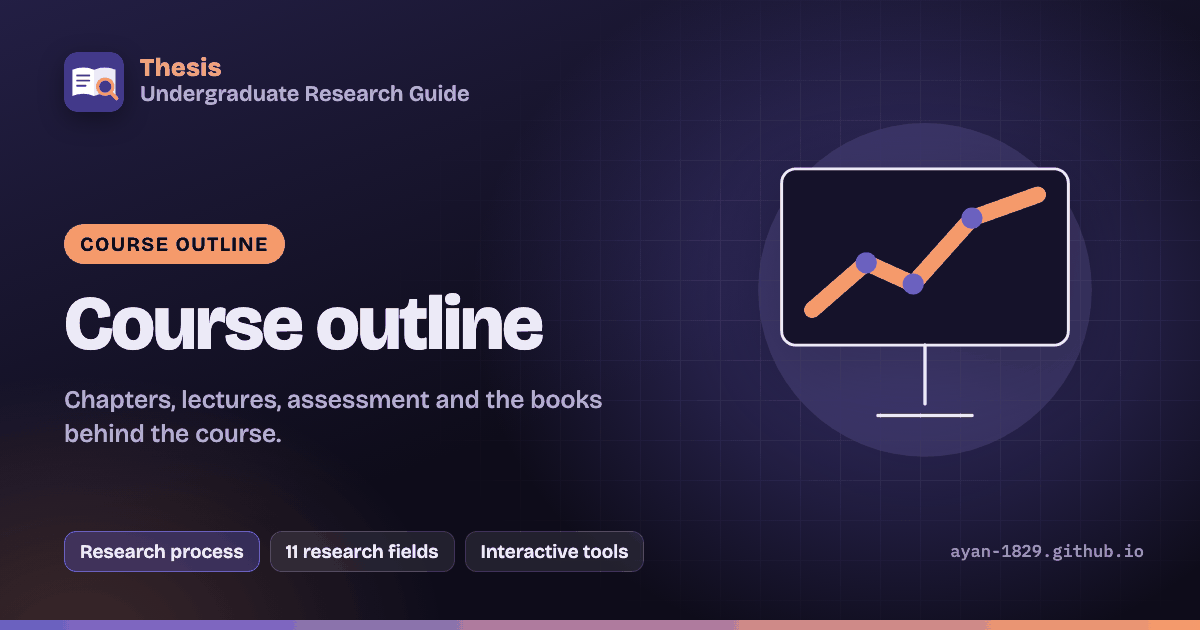 Thesis
Undergraduate Research Guide
COURSE OUTLINE
Course outline
Chapters, lectures, assessment and the books
behind the course.
Research process
11 research fields
Interactive tools
ayan-1829.github.io